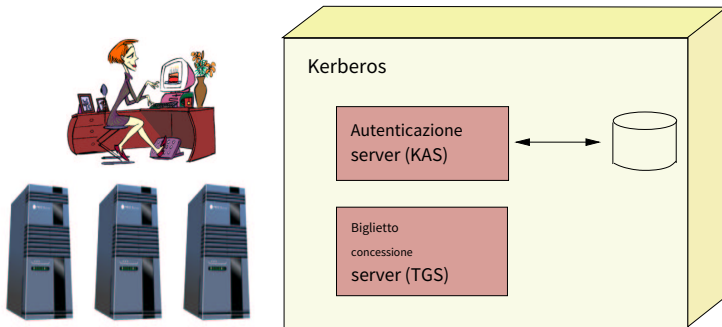 Kerberos
Autenticazione
server (KAS)
Biglietto
concessione
server (TGS)